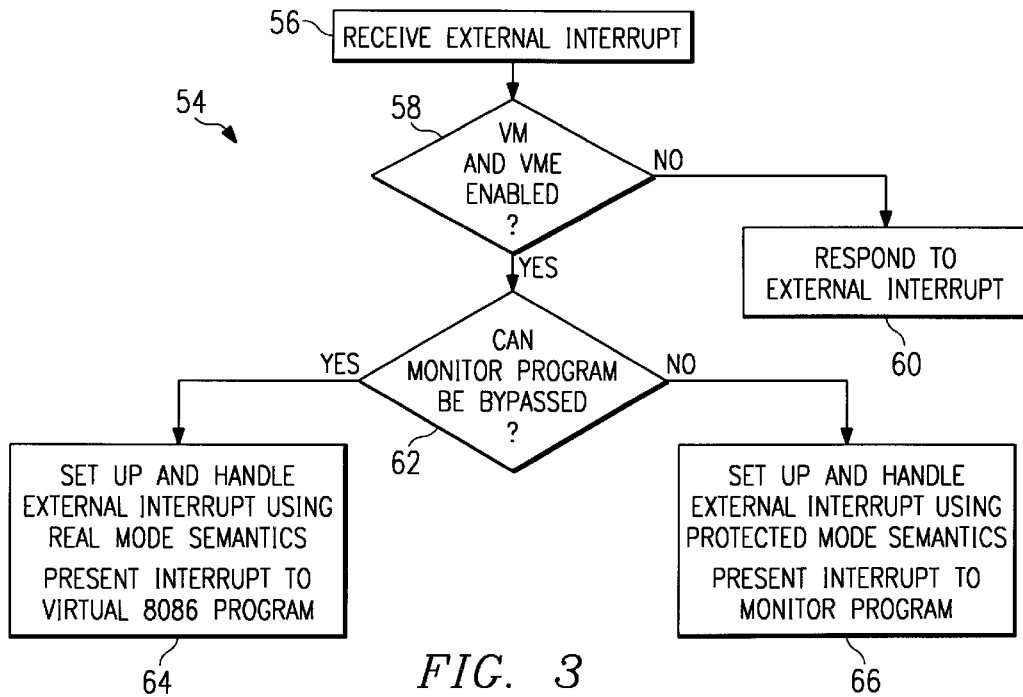 56
RECEIVE EXTERNAL INTERRUPT
54
58
VM
AND VME
ENABLED
?
NO
YES
RESPOND TO
EXTERNAL INTERRUPT
60
CAN
MONITOR PROGRAM
BE BYPASSED
?
YES
NO
62
SET UP AND HANDLE
EXTERNAL INTERRUPT USING
REAL MODE SEMANTICS
PRESENT INTERRUPT TO
VIRTUAL 8086 PROGRAM
64
SET UP AND HANDLE
EXTERNAL INTERRUPT USING
PROTECTED MODE SEMANTICS
PRESENT INTERRUPT TO
MONITOR PROGRAM
66
FIG. 3